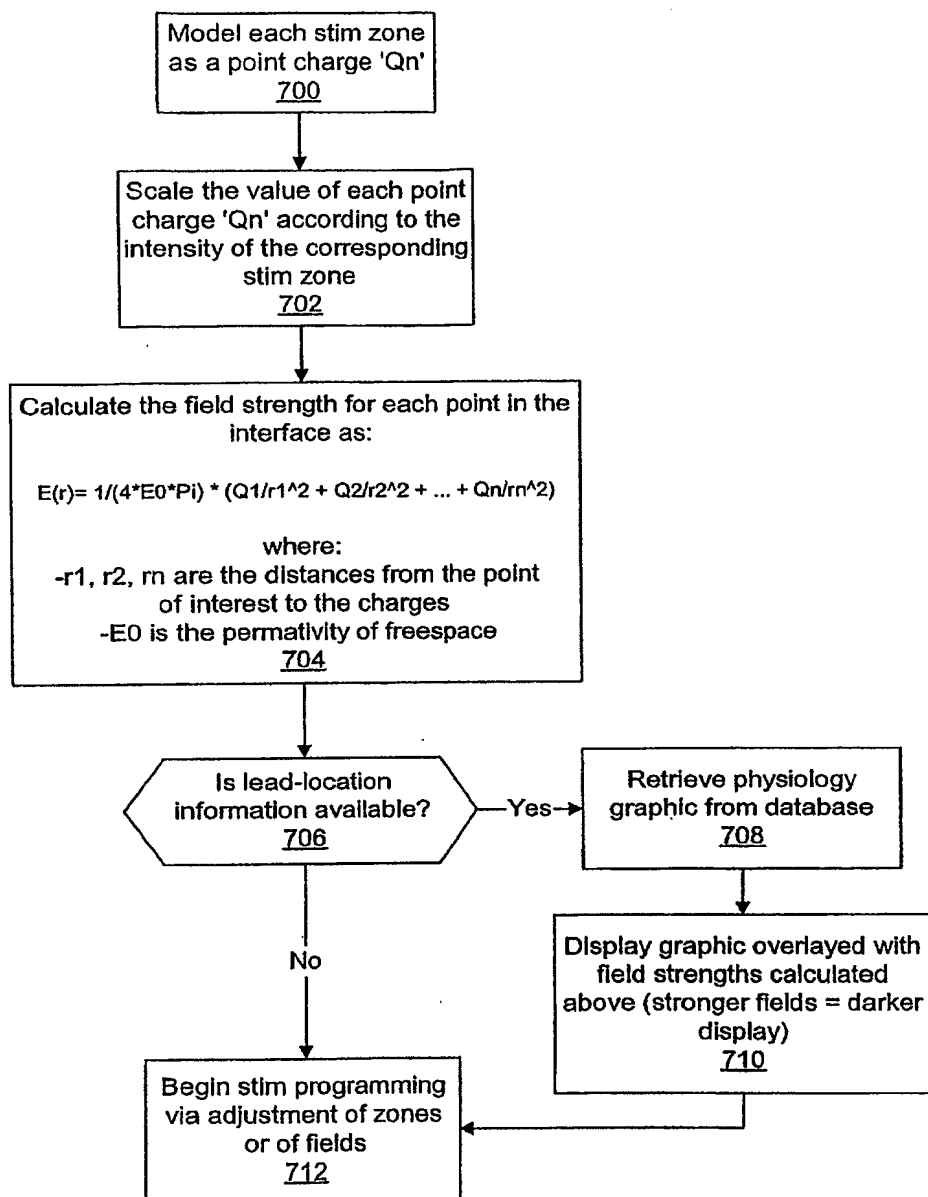 Model each stim zone
as a point charge 'Qn'
700
Scale the value of each point
charge 'Qn' according to the
intensity of the corresponding
stim zone
702
Calculate the field strength for each point in the
interface as:
E(r)= 1/(4*E0*Pi) * (Q1/r1^2 + Q2/r2^2 + ... + Qn/rn^2)
where:
-r1, r2, rn are the distances from the point
of interest to the charges
-E0 is the permativity of freespace
704
Is lead-location
information available?
706
Yes
Retrieve physiology
graphic from database
708
No
Display graphic overlayed with
field strengths calculated
above (stronger fields = darker
display)
710
Begin stim programming
via adjustment of zones
or of fields
712